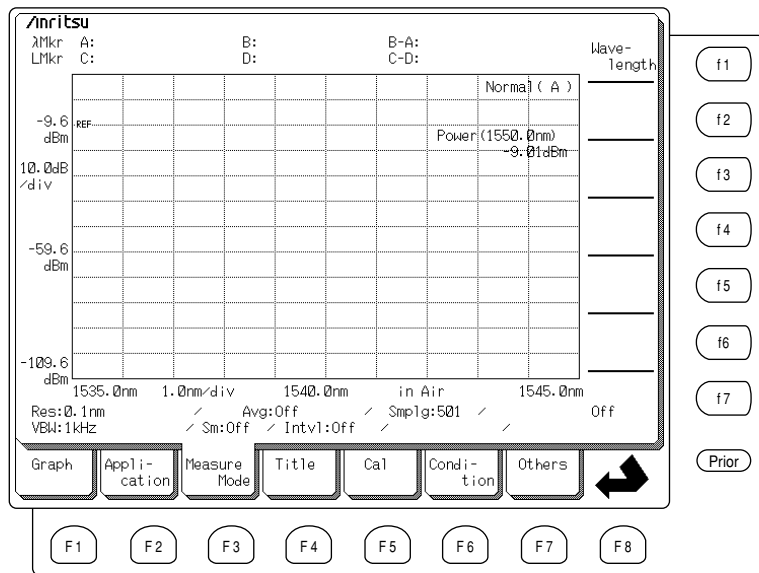 Anritsu
λMkr A: B: B-A:
LMkr C: D: C-D:
Wave-
length
Normal ( A )
-9.6
dBm
REF
Power(1550.0nm)
-9.01dBm
10.0dB
/div
-59.6
dBm
-109.6
dBm
1535.0nm 1.0nm/div 1540.0nm in Air 1545.0nm
Res:0.1nm / Avg:Off / Smplg:501 / Off
VBW:1kHz / Sm:Off / Intvl:Off / /
Graph
Appli-
cation
Measure
Mode
Title
Cal
Condi-
tion
Others
f1
f2
f3
f4
f5
f6
f7
Prior
F1 F2 F3 F4 F5 F6 F7 F8